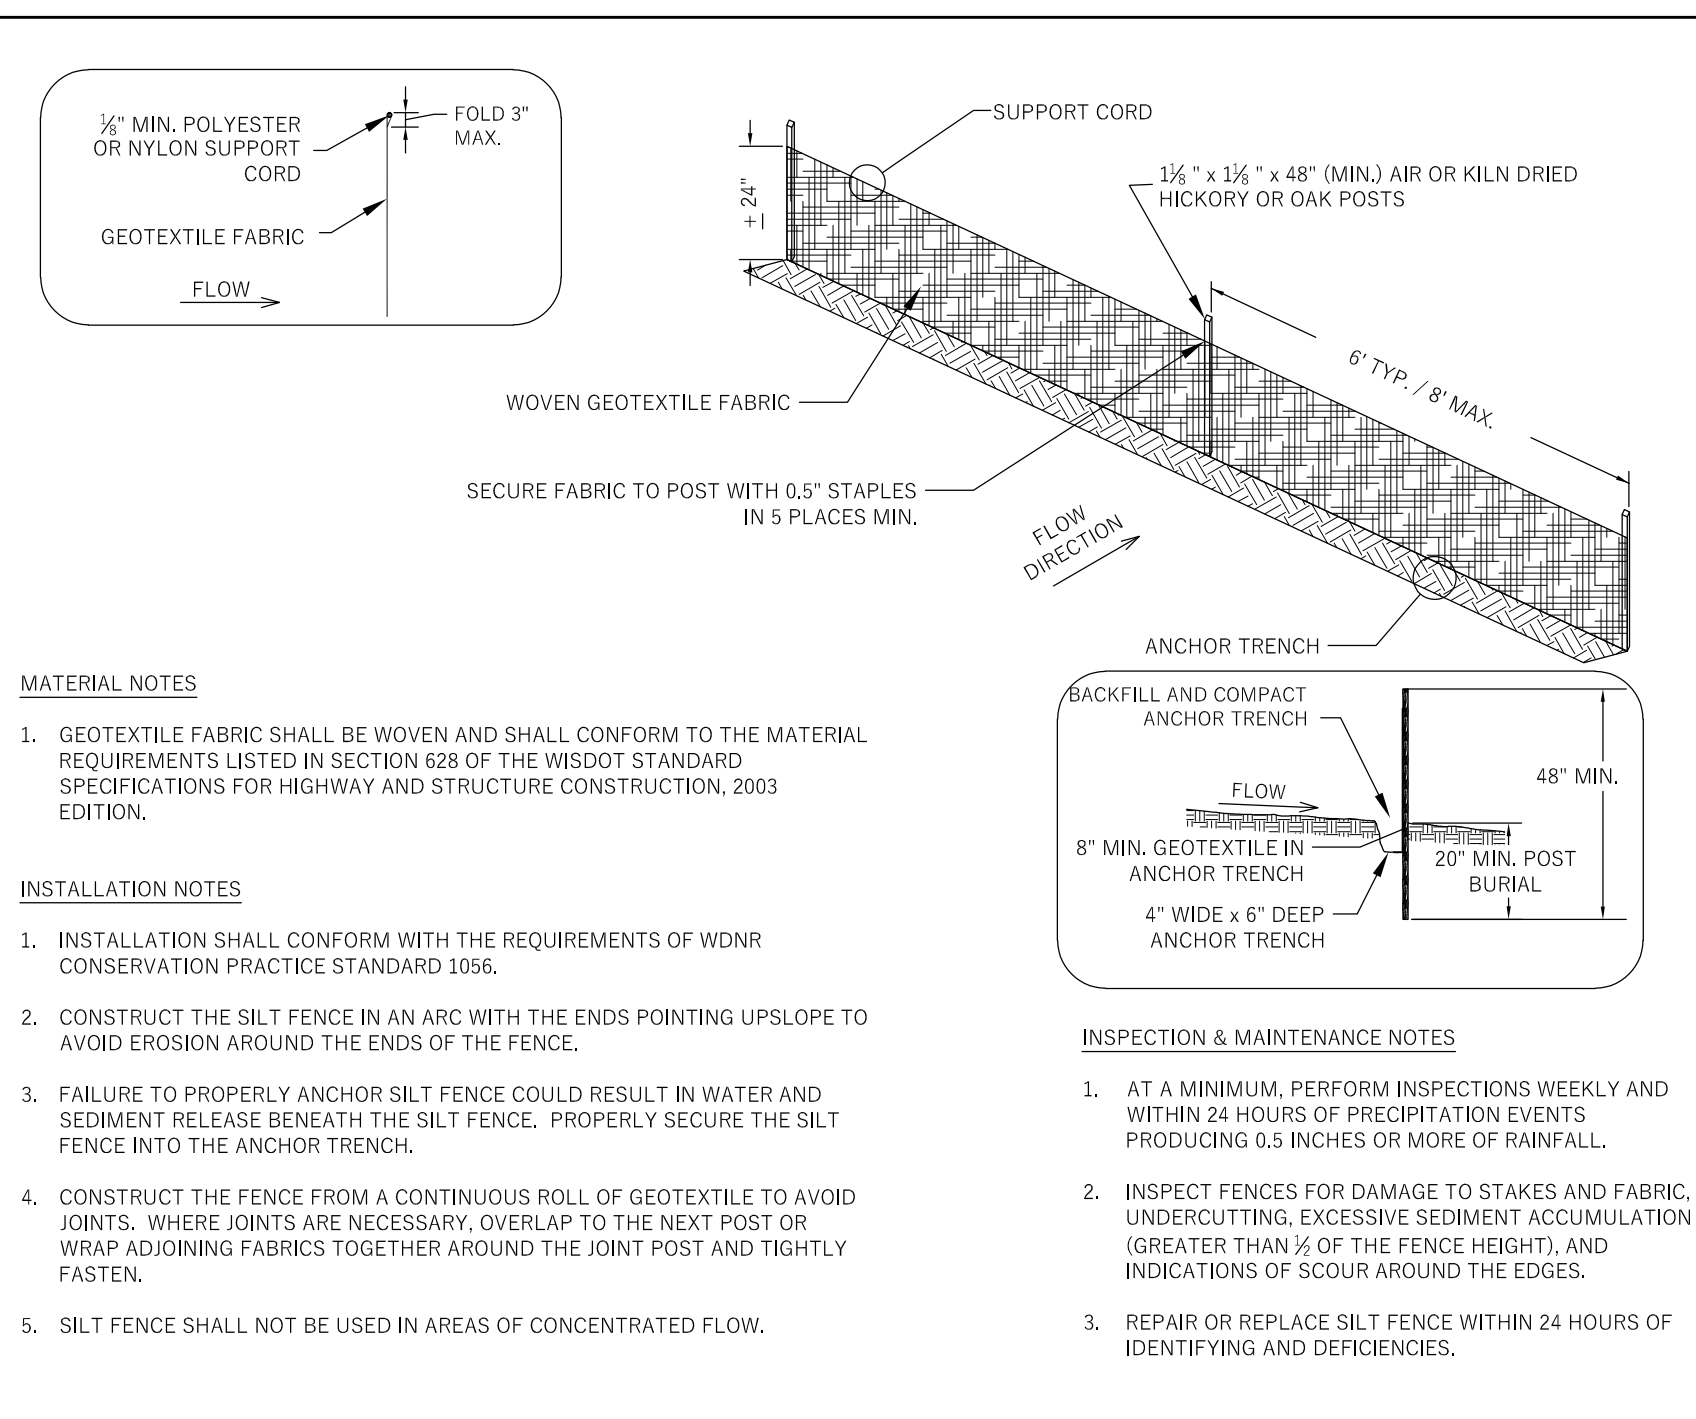 ⅛" MIN. POLYESTER
OR NYLON SUPPORT
CORD
FOLD 3"
MAX.
GEOTEXTILE FABRIC
FLOW
SUPPORT CORD
1⅛ " x 1⅛ " x 48" (MIN.) AIR OR KILN DRIED
HICKORY OR OAK POSTS
± 24"
6' TYP. / 8' MAX.
WOVEN GEOTEXTILE FABRIC
SECURE FABRIC TO POST WITH 0.5" STAPLES
IN 5 PLACES MIN.
FLOW
DIRECTION
ANCHOR TRENCH
BACKFILL AND COMPACT
ANCHOR TRENCH
48" MIN.
FLOW
8" MIN. GEOTEXTILE IN
ANCHOR TRENCH
20" MIN. POST
BURIAL
4" WIDE x 6" DEEP
ANCHOR TRENCH
MATERIAL NOTES
1. GEOTEXTILE FABRIC SHALL BE WOVEN AND SHALL CONFORM TO THE MATERIAL
REQUIREMENTS LISTED IN SECTION 628 OF THE WISDOT STANDARD
SPECIFICATIONS FOR HIGHWAY AND STRUCTURE CONSTRUCTION, 2003
EDITION.
INSTALLATION NOTES
1. INSTALLATION SHALL CONFORM WITH THE REQUIREMENTS OF WDNR
CONSERVATION PRACTICE STANDARD 1056.
2. CONSTRUCT THE SILT FENCE IN AN ARC WITH THE ENDS POINTING UPSLOPE TO
AVOID EROSION AROUND THE ENDS OF THE FENCE.
3. FAILURE TO PROPERLY ANCHOR SILT FENCE COULD RESULT IN WATER AND
SEDIMENT RELEASE BENEATH THE SILT FENCE. PROPERLY SECURE THE SILT
FENCE INTO THE ANCHOR TRENCH.
4. CONSTRUCT THE FENCE FROM A CONTINUOUS ROLL OF GEOTEXTILE TO AVOID
JOINTS. WHERE JOINTS ARE NECESSARY, OVERLAP TO THE NEXT POST OR
WRAP ADJOINING FABRICS TOGETHER AROUND THE JOINT POST AND TIGHTLY
FASTEN.
5. SILT FENCE SHALL NOT BE USED IN AREAS OF CONCENTRATED FLOW.
INSPECTION & MAINTENANCE NOTES
1. AT A MINIMUM, PERFORM INSPECTIONS WEEKLY AND
WITHIN 24 HOURS OF PRECIPITATION EVENTS
PRODUCING 0.5 INCHES OR MORE OF RAINFALL.
2. INSPECT FENCES FOR DAMAGE TO STAKES AND FABRIC,
UNDERCUTTING, EXCESSIVE SEDIMENT ACCUMULATION
(GREATER THAN ½ OF THE FENCE HEIGHT), AND
INDICATIONS OF SCOUR AROUND THE EDGES.
3. REPAIR OR REPLACE SILT FENCE WITHIN 24 HOURS OF
IDENTIFYING AND DEFICIENCIES.